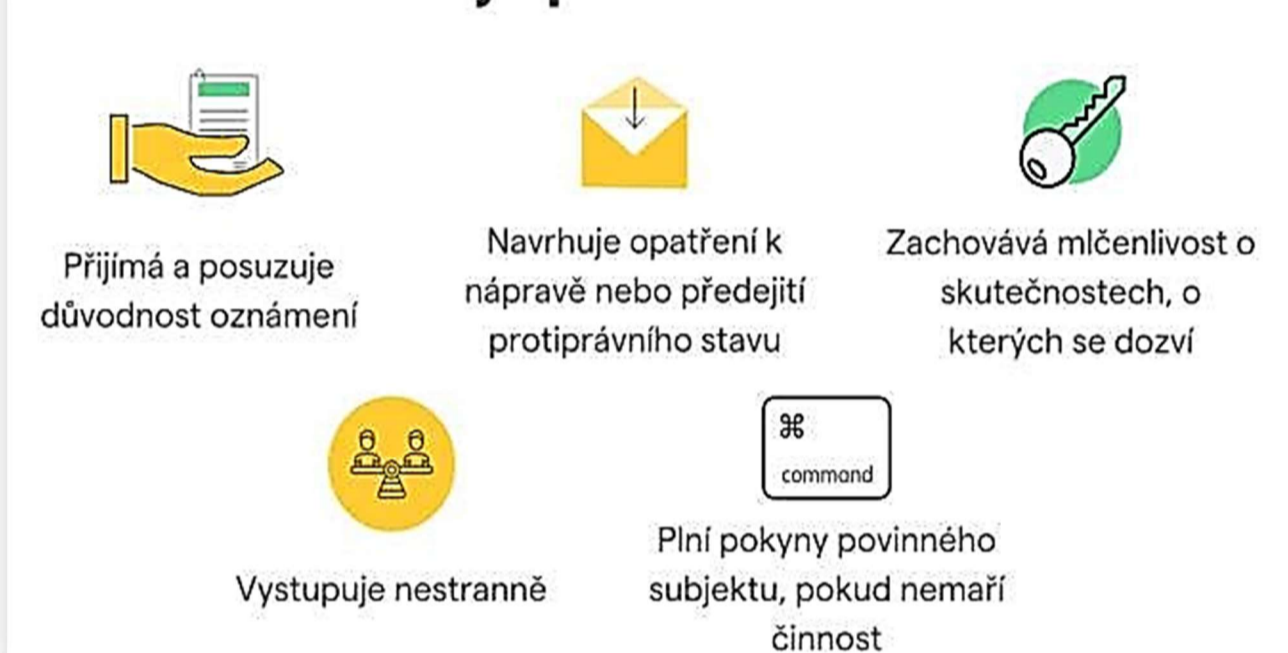 Přijímá a posuzuje
důvodnost oznámení
Navrhuje opatření k
nápravě nebo předejití
protiprávního stavu
Zachovává mlčenlivost o
skutečnostech, o
kterých se dozví
Vystupuje nestranně
⌘
command
Plní pokyny povinného
subjektu, pokud nemaří
činnost